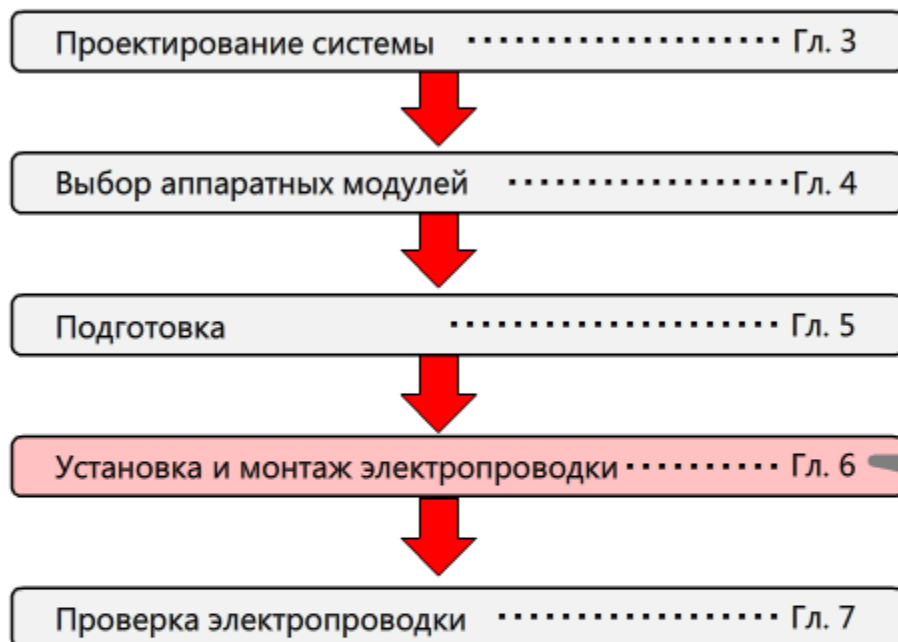 Проектирование системы ···················· Гл. 3
Выбор аппаратных модулей ··················Гл. 4
Подготовка ····················· Гл. 5
Установка и монтаж электропроводки ·········· Гл. 6
Проверка электропроводки ·················· Гл. 7